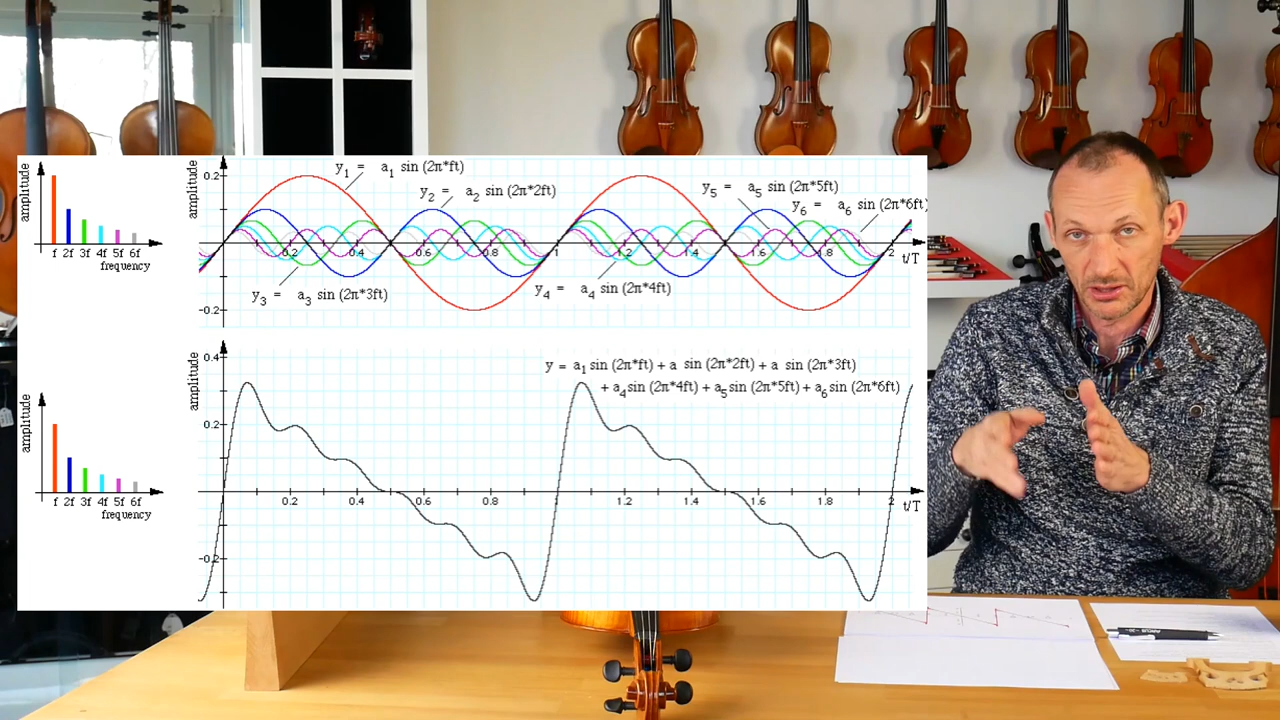 amplitude
f 2f 3f 4f 5f 6f
frequency
amplitude
0.2
-0.2
0.2 0.4 0.6 0.8 1 1.2 1.4 1.6 1.8 2
t/T
y₁ = a₁ sin (2π*ft)
y₂ = a₂ sin (2π*2ft)
y₅ = a₅ sin (2π*5ft)
y₆ = a₆ sin (2π*6ft)
y₃ = a₃ sin (2π*3ft)
y₄ = a₄ sin (2π*4ft)
amplitude
f 2f 3f 4f 5f 6f
frequency
amplitude
0.4
0.2
-0.2
0.2 0.4 0.6 0.8 1.2 1.4 1.6 1.8 2
t/T
y = a₁ sin (2π*ft) + a sin (2π*2ft) + a sin (2π*3ft)
+ a₄ sin (2π*4ft) + a₅ sin (2π*5ft) + a₆ sin (2π*6ft)